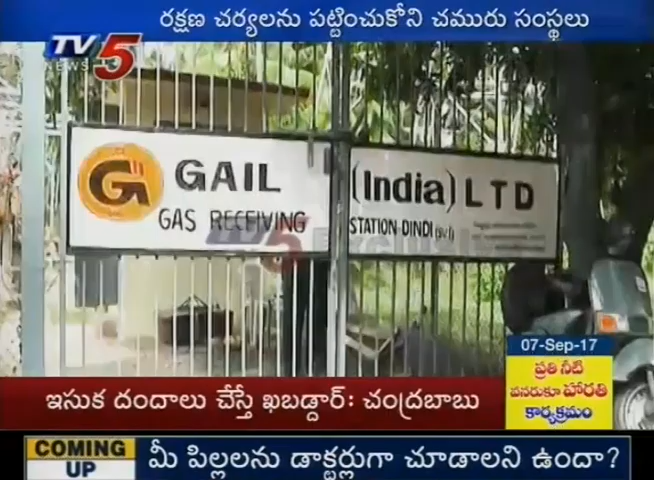 రక్షణ చర్యలను పట్టించుకోని చమురు సంస్థలు
TV5
NEWS
GAIL (India) LTD
GAS RECEIVING STATION-DINDI
07-Sep-17
ప్రతి నీటి
వనరుకూ హారతి
కార్యక్రమం
ఇసుక దందాలు చేస్తే ఖబడ్దార్: చంద్రబాబు
COMING UP
మీ పిల్లలను డాక్టర్లుగా చూడాలని ఉందా?